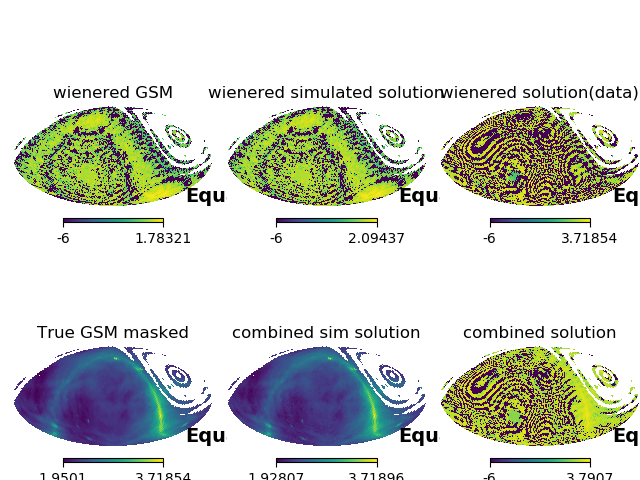 wienered GSM
wienered simulated solution
wienered solution(data)
Equ
Equ
Eq
-6 1.78321
-6 2.09437
-6 3.71854
True GSM masked
combined sim solution
combined solution
Equ
Equ
Eq
1.9501 3.71854
1.92807 3.71896
-6 3.7907